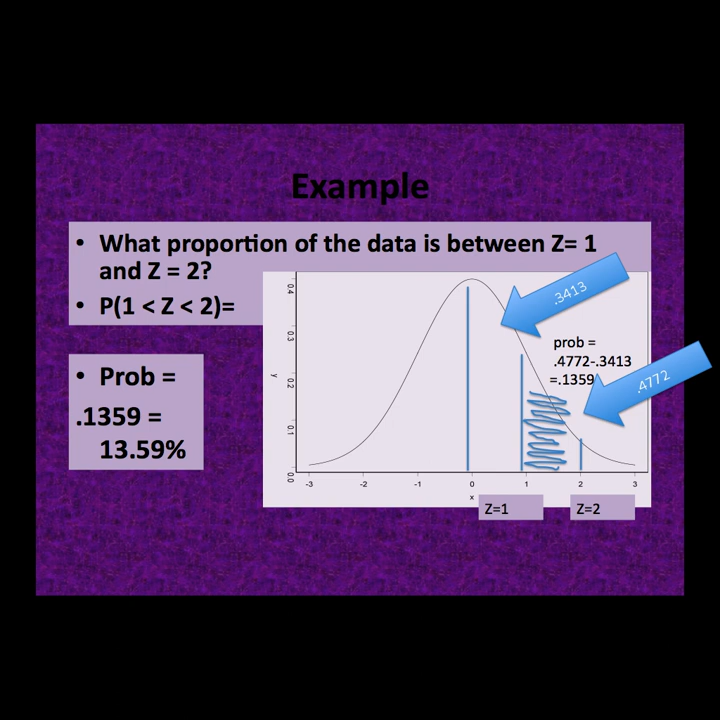 Example
• What proportion of the data is between Z= 1
and Z = 2?
• P(1 < Z < 2)=
• Prob =
.1359 =
13.59%
.3413
prob =
.4772-.3413
=.1359
.4772
0.4
0.3
0.2
0.1
0.0
y
-3 -2 -1 0 1 2 3
x
Z=1 Z=2